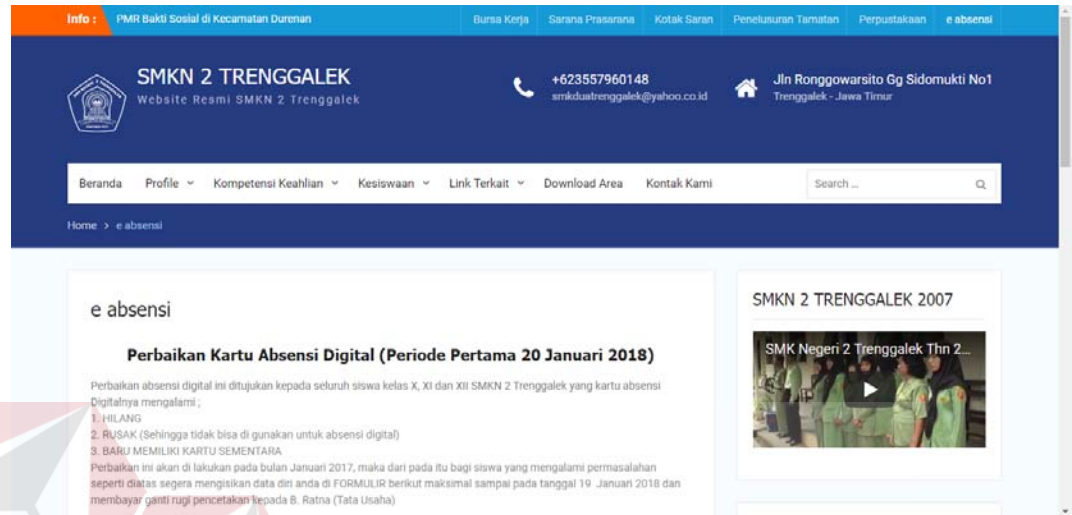 Info :
PMR Bakti Sosial di Kecamatan Durenan
Bursa Kerja
Sarana Prasarana
Kotak Saran
Penelusuran Tamatan
Perpustakaan
e absensi
SMKN 2 TRENGGALEK
Website Resmi SMKN 2 Trenggalek
+623557960148
smkduatrenggalek@yahoo.co.id
Jln Ronggowarsito Gg Sidomukti No1
Trenggalek - Jawa Timur
Beranda
Profile
Kompetensi Keahlian
Kesiswaan
Link Terkait
Download Area
Kontak Kami
Search ...
Home > e absensi
e absensi
Perbaikan Kartu Absensi Digital (Periode Pertama 20 Januari 2018)
Perbaikan absensi digital ini ditujukan kepada seluruh siswa kelas X, XI dan XII SMKN 2 Trenggalek yang kartu absensi
Digitalnya mengalami ;
1. HILANG
2. RUSAK (Sehingga tidak bisa di gunakan untuk absensi digital)
3. BARU MEMILIKI KARTU SEMENTARA
Perbaikan ini akan di lakukan pada bulan Januari 2017, maka dari pada itu bagi siswa yang mengalami permasalahan
seperti diatas segera mengisikan data diri anda di FORMULIR berikut maksimal sampai pada tanggal 19 Januari 2018 dan
membayar ganti rugi pencetakan kepada B. Ratna (Tata Usaha)
SMKN 2 TRENGGALEK 2007
SMK Negeri 2 Trenggalek Thn 2...